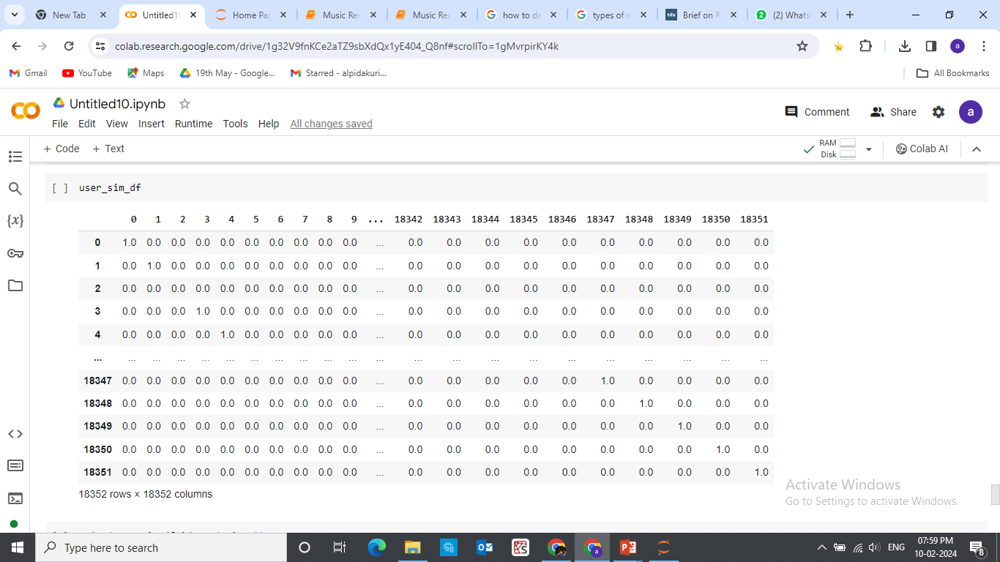 New Tab
Untitled10
Home Pag
Music Rec
Music Rec
how to de
types of r
tds Brief on R
2 (2) Whats
colab.research.google.com/drive/1g32V9fnKCe2aTZ9sbXdQx1yE404_Q8nf#scrollTo=1gMvrpirKY4k
a
Gmail
YouTube
Maps
19th May - Google...
Starred - alpidakuri...
All Bookmarks
Untitled10.ipynb
Comment
Share
a
File Edit View Insert Runtime Tools Help All changes saved
+ Code + Text
RAM
Disk
Colab AI
[ ] user_sim_df
0 1 2 3 4 5 6 7 8 9 ... 18342 18343 18344 18345 18346 18347 18348 18349 18350 18351
0 1.0 0.0 0.0 0.0 0.0 0.0 0.0 0.0 0.0 0.0 ... 0.0 0.0 0.0 0.0 0.0 0.0 0.0 0.0 0.0 0.0
1 0.0 1.0 0.0 0.0 0.0 0.0 0.0 0.0 0.0 0.0 ... 0.0 0.0 0.0 0.0 0.0 0.0 0.0 0.0 0.0 0.0
2 0.0 0.0 0.0 0.0 0.0 0.0 0.0 0.0 0.0 0.0 ... 0.0 0.0 0.0 0.0 0.0 0.0 0.0 0.0 0.0 0.0
3 0.0 0.0 0.0 1.0 0.0 0.0 0.0 0.0 0.0 0.0 ... 0.0 0.0 0.0 0.0 0.0 0.0 0.0 0.0 0.0 0.0
4 0.0 0.0 0.0 0.0 1.0 0.0 0.0 0.0 0.0 0.0 ... 0.0 0.0 0.0 0.0 0.0 0.0 0.0 0.0 0.0 0.0
... ... ... ... ... ... ... ... ... ... ... ... ... ... ... ... ... ... ... ... ... ...
18347 0.0 0.0 0.0 0.0 0.0 0.0 0.0 0.0 0.0 0.0 ... 0.0 0.0 0.0 0.0 0.0 1.0 0.0 0.0 0.0 0.0
18348 0.0 0.0 0.0 0.0 0.0 0.0 0.0 0.0 0.0 0.0 ... 0.0 0.0 0.0 0.0 0.0 0.0 1.0 0.0 0.0 0.0
18349 0.0 0.0 0.0 0.0 0.0 0.0 0.0 0.0 0.0 0.0 ... 0.0 0.0 0.0 0.0 0.0 0.0 0.0 1.0 0.0 0.0
18350 0.0 0.0 0.0 0.0 0.0 0.0 0.0 0.0 0.0 0.0 ... 0.0 0.0 0.0 0.0 0.0 0.0 0.0 0.0 1.0 0.0
18351 0.0 0.0 0.0 0.0 0.0 0.0 0.0 0.0 0.0 0.0 ... 0.0 0.0 0.0 0.0 0.0 0.0 0.0 0.0 0.0 1.0
18352 rows × 18352 columns
Activate Windows
Go to Settings to activate Windows.
Type here to search
ENG
07:59 PM
10-02-2024
8